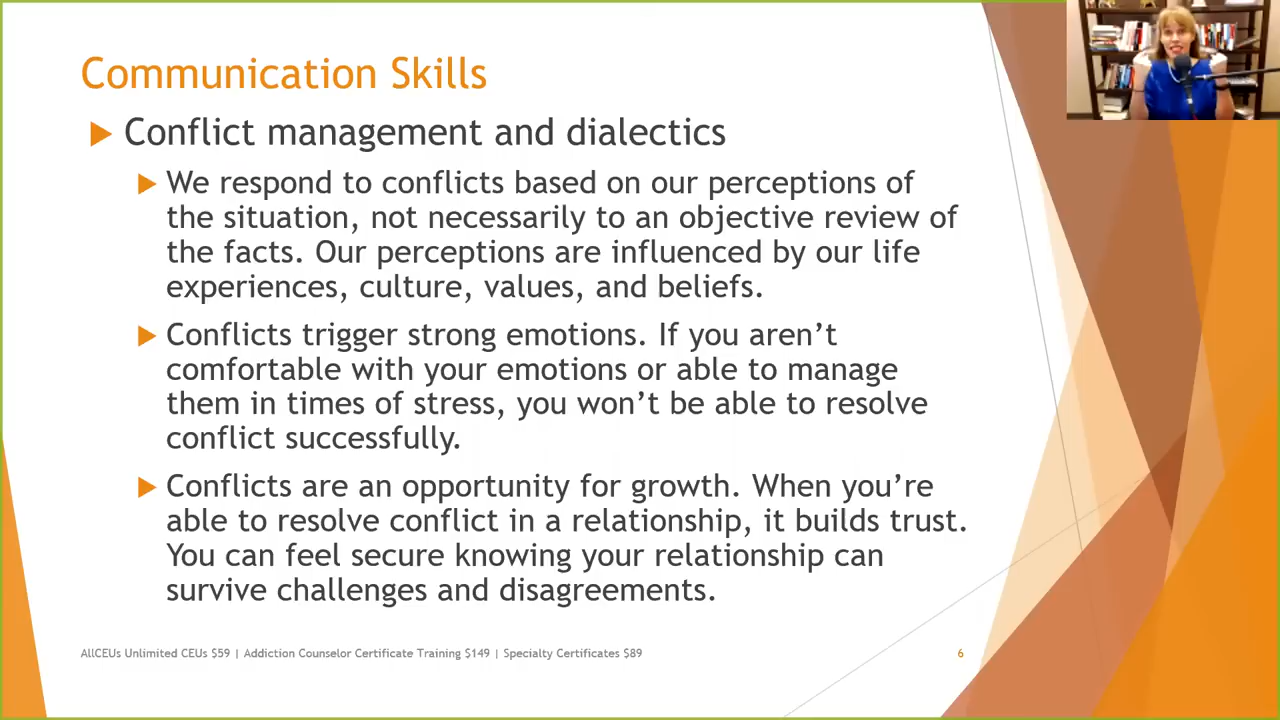 Communication Skills
Conflict management and dialectics
We respond to conflicts based on our perceptions of
the situation, not necessarily to an objective review of
the facts. Our perceptions are influenced by our life
experiences, culture, values, and beliefs.
Conflicts trigger strong emotions. If you aren’t
comfortable with your emotions or able to manage
them in times of stress, you won’t be able to resolve
conflict successfully.
Conflicts are an opportunity for growth. When you’re
able to resolve conflict in a relationship, it builds trust.
You can feel secure knowing your relationship can
survive challenges and disagreements.
AllCEUs Unlimited CEUs $59 | Addiction Counselor Certificate Training $149 | Specialty Certificates $89
6